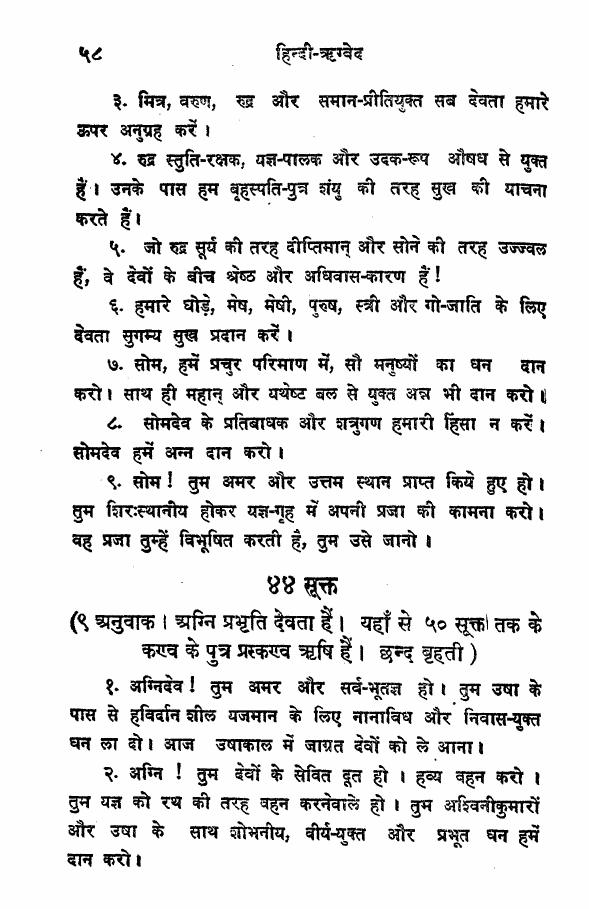 ५८ हिन्दी-ऋग्वेद
३. मित्र, वरुण, रुद्र और समान-प्रीतियुक्त सब देवता हमारे
ऊपर अनुग्रह करें।
४. रुद्र स्तुति-रक्षक, यज्ञ-पालक और उदक-रूप औषध से युक्त
हैं। उनके पास हम बृहस्पति-पुत्र शंयु की तरह सुख की याचना
करते हैं।
५. जो रुद्र सूर्य की तरह दीप्तिमान् और सोने की तरह उज्ज्वल
हैं, वे देवों के बीच श्रेष्ठ और अधिवास-कारण हैं!
६. हमारे घोड़े, मेष, मेषी, पुरुष, स्त्री और गो-जाति के लिए
देवता सुगम्य सुख प्रदान करें।
७. सोम, हमें प्रचुर परिमाण में, सौ मनुष्यों का धन दान
करो। साथ ही महान् और यथेष्ट बल से युक्त अन्न भी दान करो।
८. सोमदेव के प्रतिबाधक और शत्रुगण हमारी हिंसा न करें।
सोमदेव हमें अन्न दान करो।
९. सोम! तुम अमर और उत्तम स्थान प्राप्त किये हुए हो।
तुम शिरःस्थानीय होकर यज्ञ-गृह में अपनी प्रजा की कामना करो।
वह प्रजा तुम्हें विभूषित करती है, तुम उसे जानो।
४४ सूक्त
(९ अनुवाक। अग्नि प्रभृति देवता हैं। यहाँ से ५० सूक्त तक के
कण्व के पुत्र प्रस्कण्व ऋषि हैं। छन्द बृहती)
१. अग्निदेव! तुम अमर और सर्व-भूतज्ञ हो। तुम उषा के
पास से हविर्दान शील यजमान के लिए नानाविध और निवास-युक्त
धन ला दो। आज उषाकाल में जाग्रत देवों को ले आना।
२. अग्नि! तुम देवों के सेवित दूत हो। हव्य वहन करो।
तुम यज्ञ को रथ की तरह वहन करनेवाले हो। तुम अश्विनीकुमारों
और उषा के साथ शोभनीय, वीर्य-युक्त और प्रभूत धन हमें
दान करो।